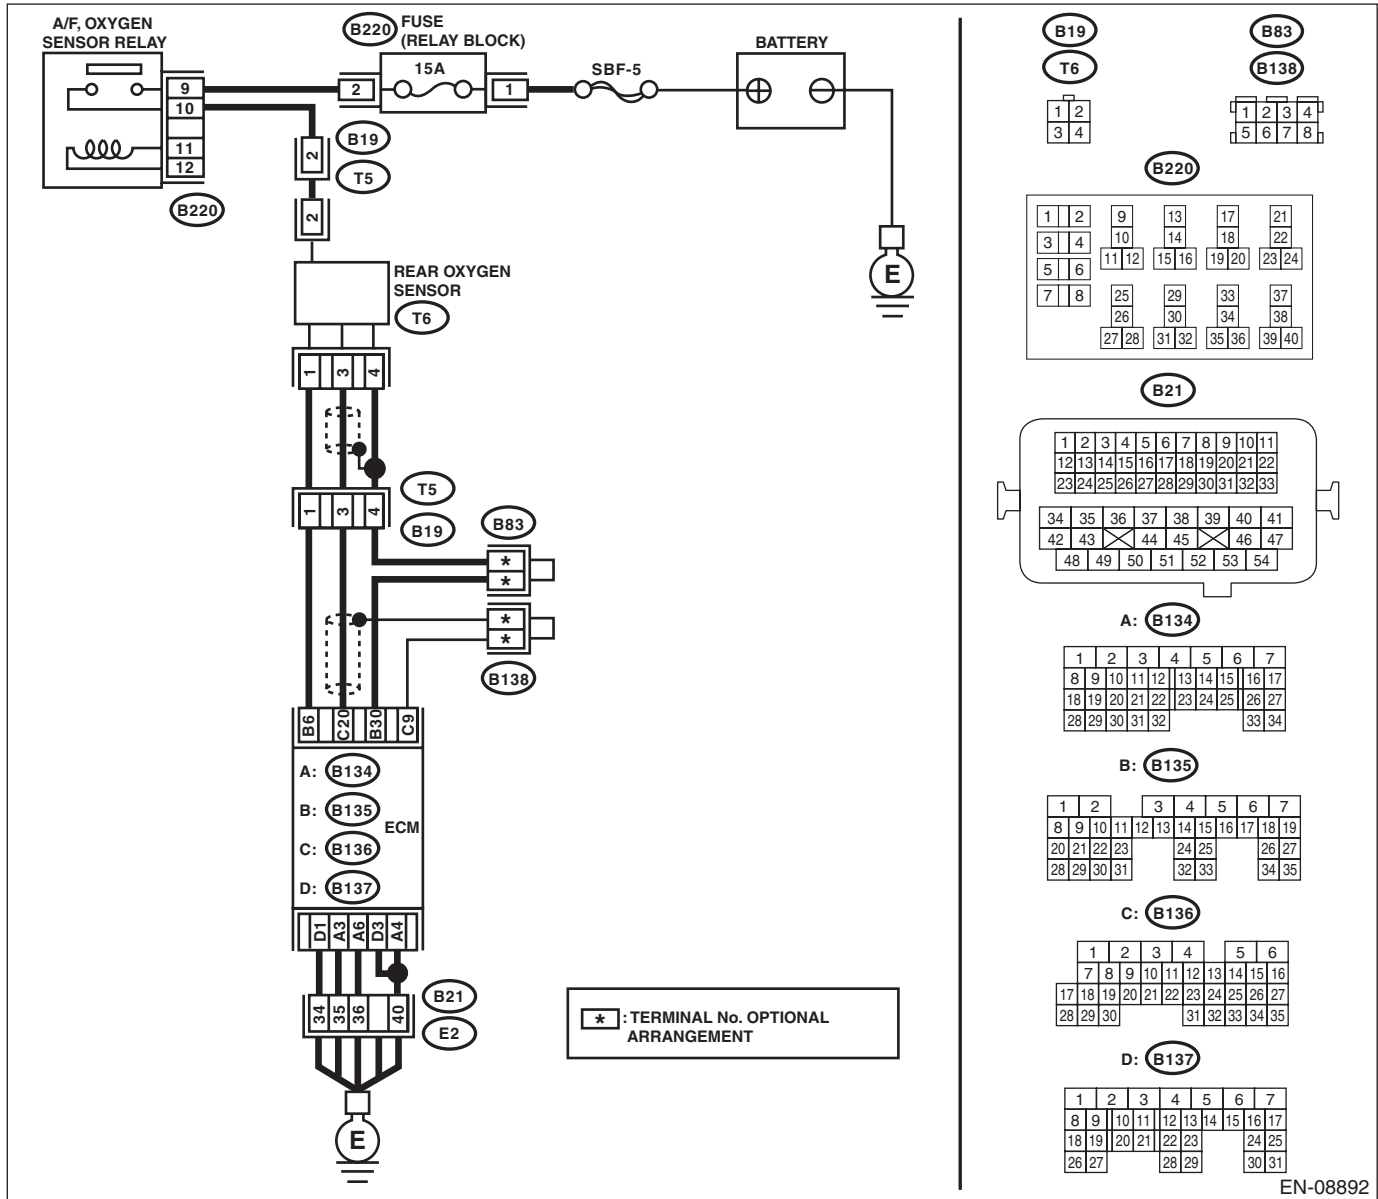 A/F, OXYGEN
SENSOR RELAY
B220
FUSE
(RELAY BLOCK)
15A
SBF-5
BATTERY
9
10
11
12
2
1
B220
2
B19
T5
2
REAR OXYGEN
SENSOR
T6
E
1 3 4
T5
B19
1 3 4
B83
*
*
*
*
B138
B6 C20 B30 C9
A: B134
B: B135
ECM
C: B136
D: B137
D1 A3 A6 D3 A4
34 35 36 40
B21
E2
E
* : TERMINAL No. OPTIONAL
ARRANGEMENT
B19
T6
1 2
3 4
B83
B138
1 2 3 4
5 6 7 8
B220
1 2 9 13 17 21
3 4 10 14 18 22
5 6 11 12 15 16 19 20 23 24
7 8 25 29 33 37
26 30 34 38
27 28 31 32 35 36 39 40
B21
1 2 3 4 5 6 7 8 9 10 11
12 13 14 15 16 17 18 19 20 21 22
23 24 25 26 27 28 29 30 31 32 33
34 35 36 37 38 39 40 41
42 43 44 45 46 47
48 49 50 51 52 53 54
A: B134
1 2 3 4 5 6 7
8 9 10 11 12 13 14 15 16 17
18 19 20 21 22 23 24 25 26 27
28 29 30 31 32 33 34
B: B135
1 2 3 4 5 6 7
8 9 10 11 12 13 14 15 16 17 18 19
20 21 22 23 24 25 26 27
28 29 30 31 32 33 34 35
C: B136
1 2 3 4 5 6
7 8 9 10 11 12 13 14 15 16
17 18 19 20 21 22 23 24 25 26 27
28 29 30 31 32 33 34 35
D: B137
1 2 3 4 5 6 7
8 9 10 11 12 13 14 15 16 17
18 19 20 21 22 23 24 25
26 27 28 29 30 31
EN-08892